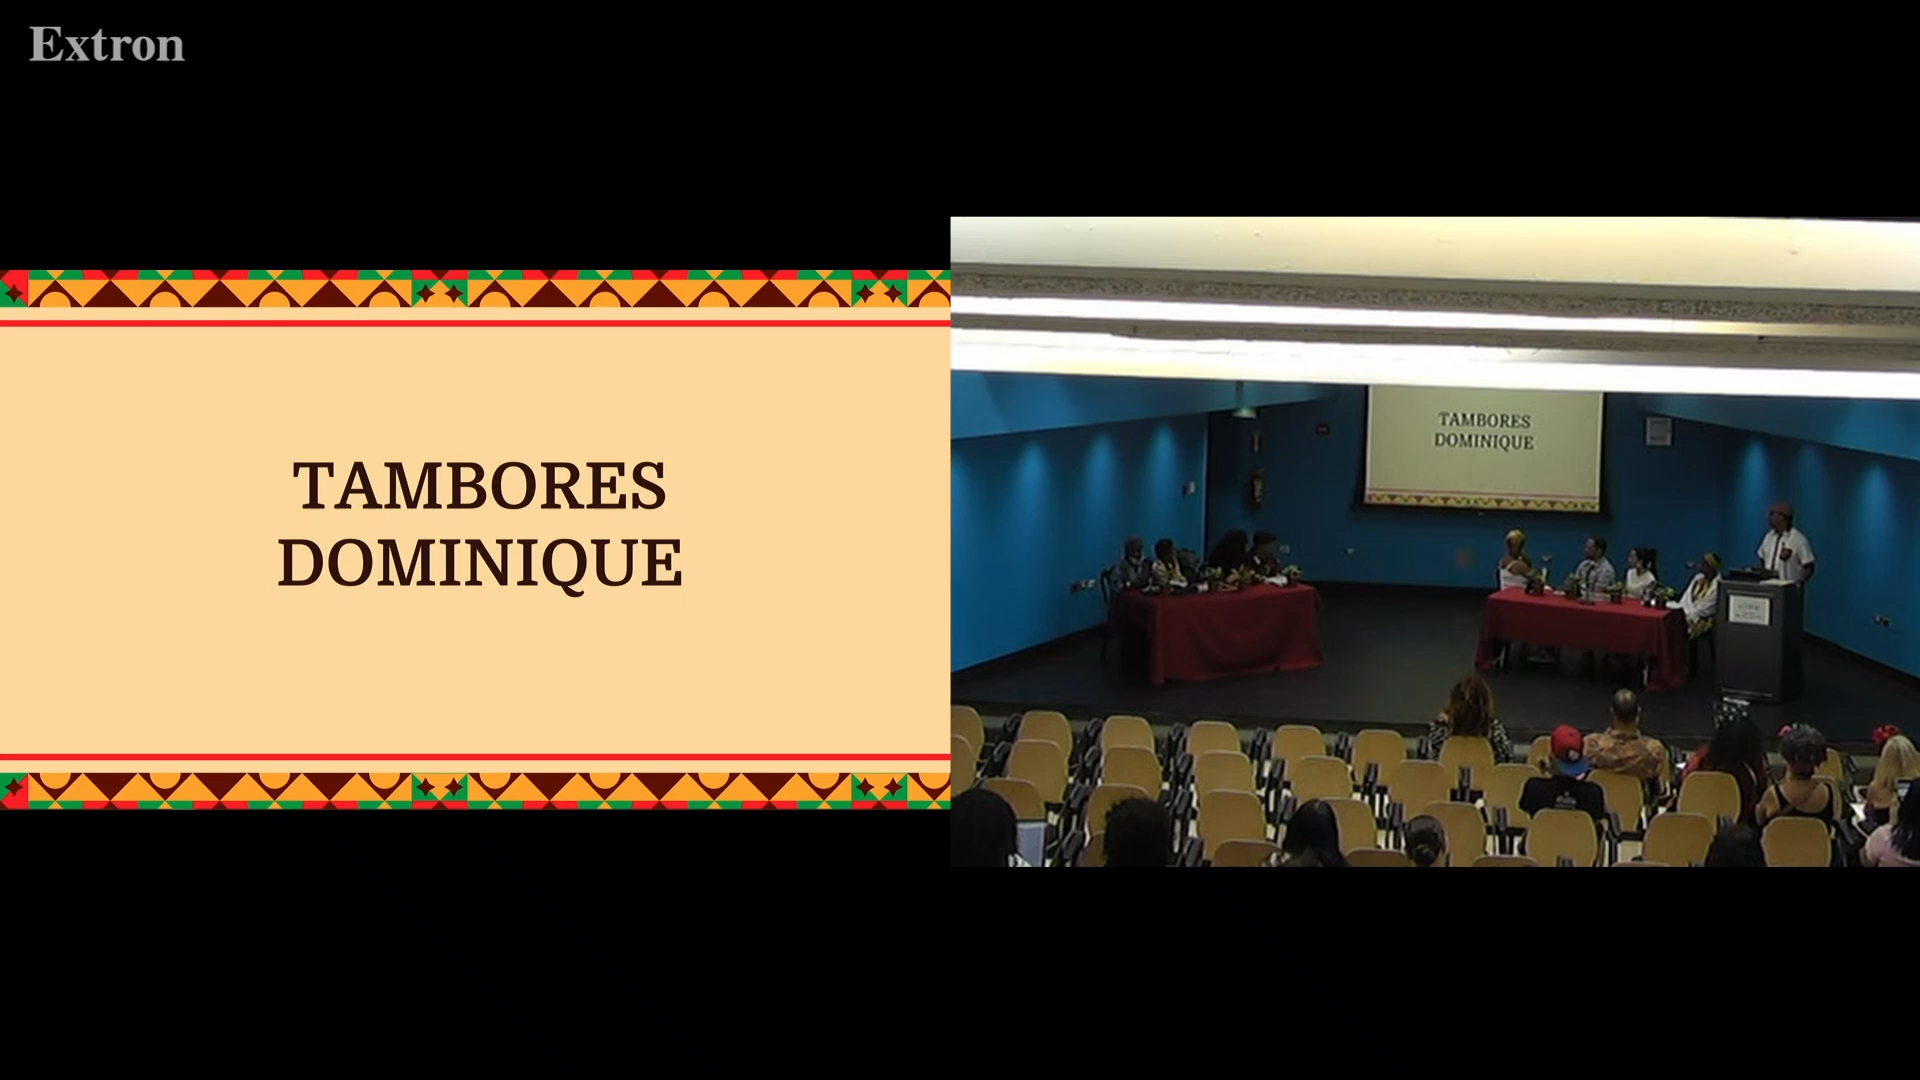 Extron
TAMBORES
DOMINIQUE
TAMBORES
DOMINIQUE